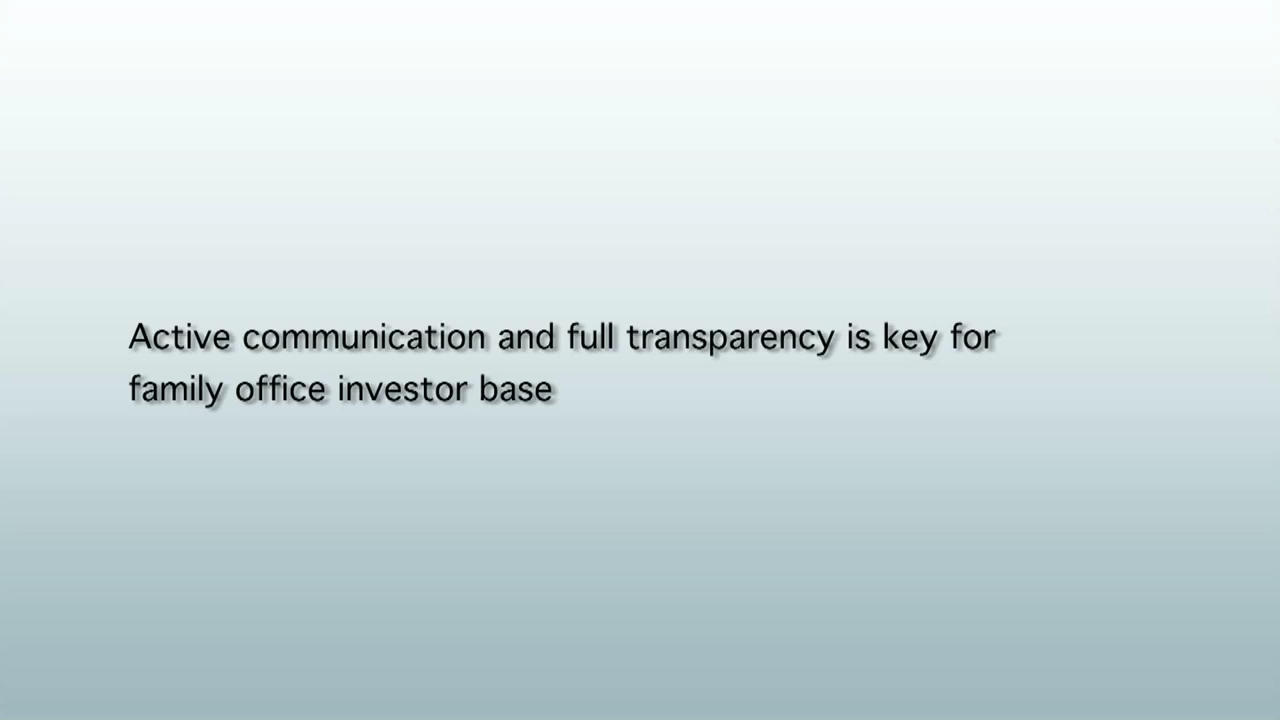 Active communication and full transparency is key for
family office investor base